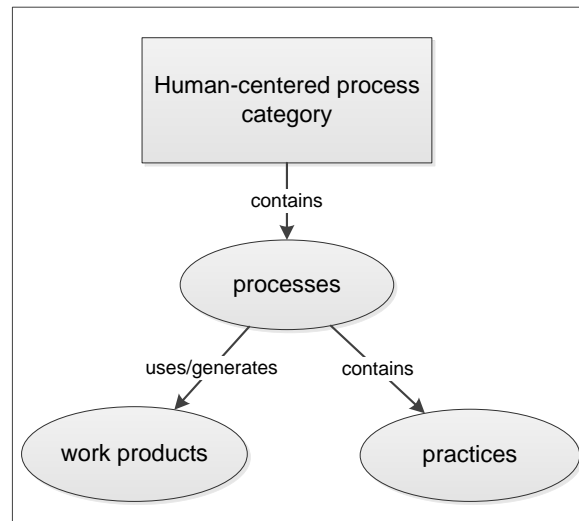 Human-centered process
category
contains
processes
uses/generates
contains
work products
practices